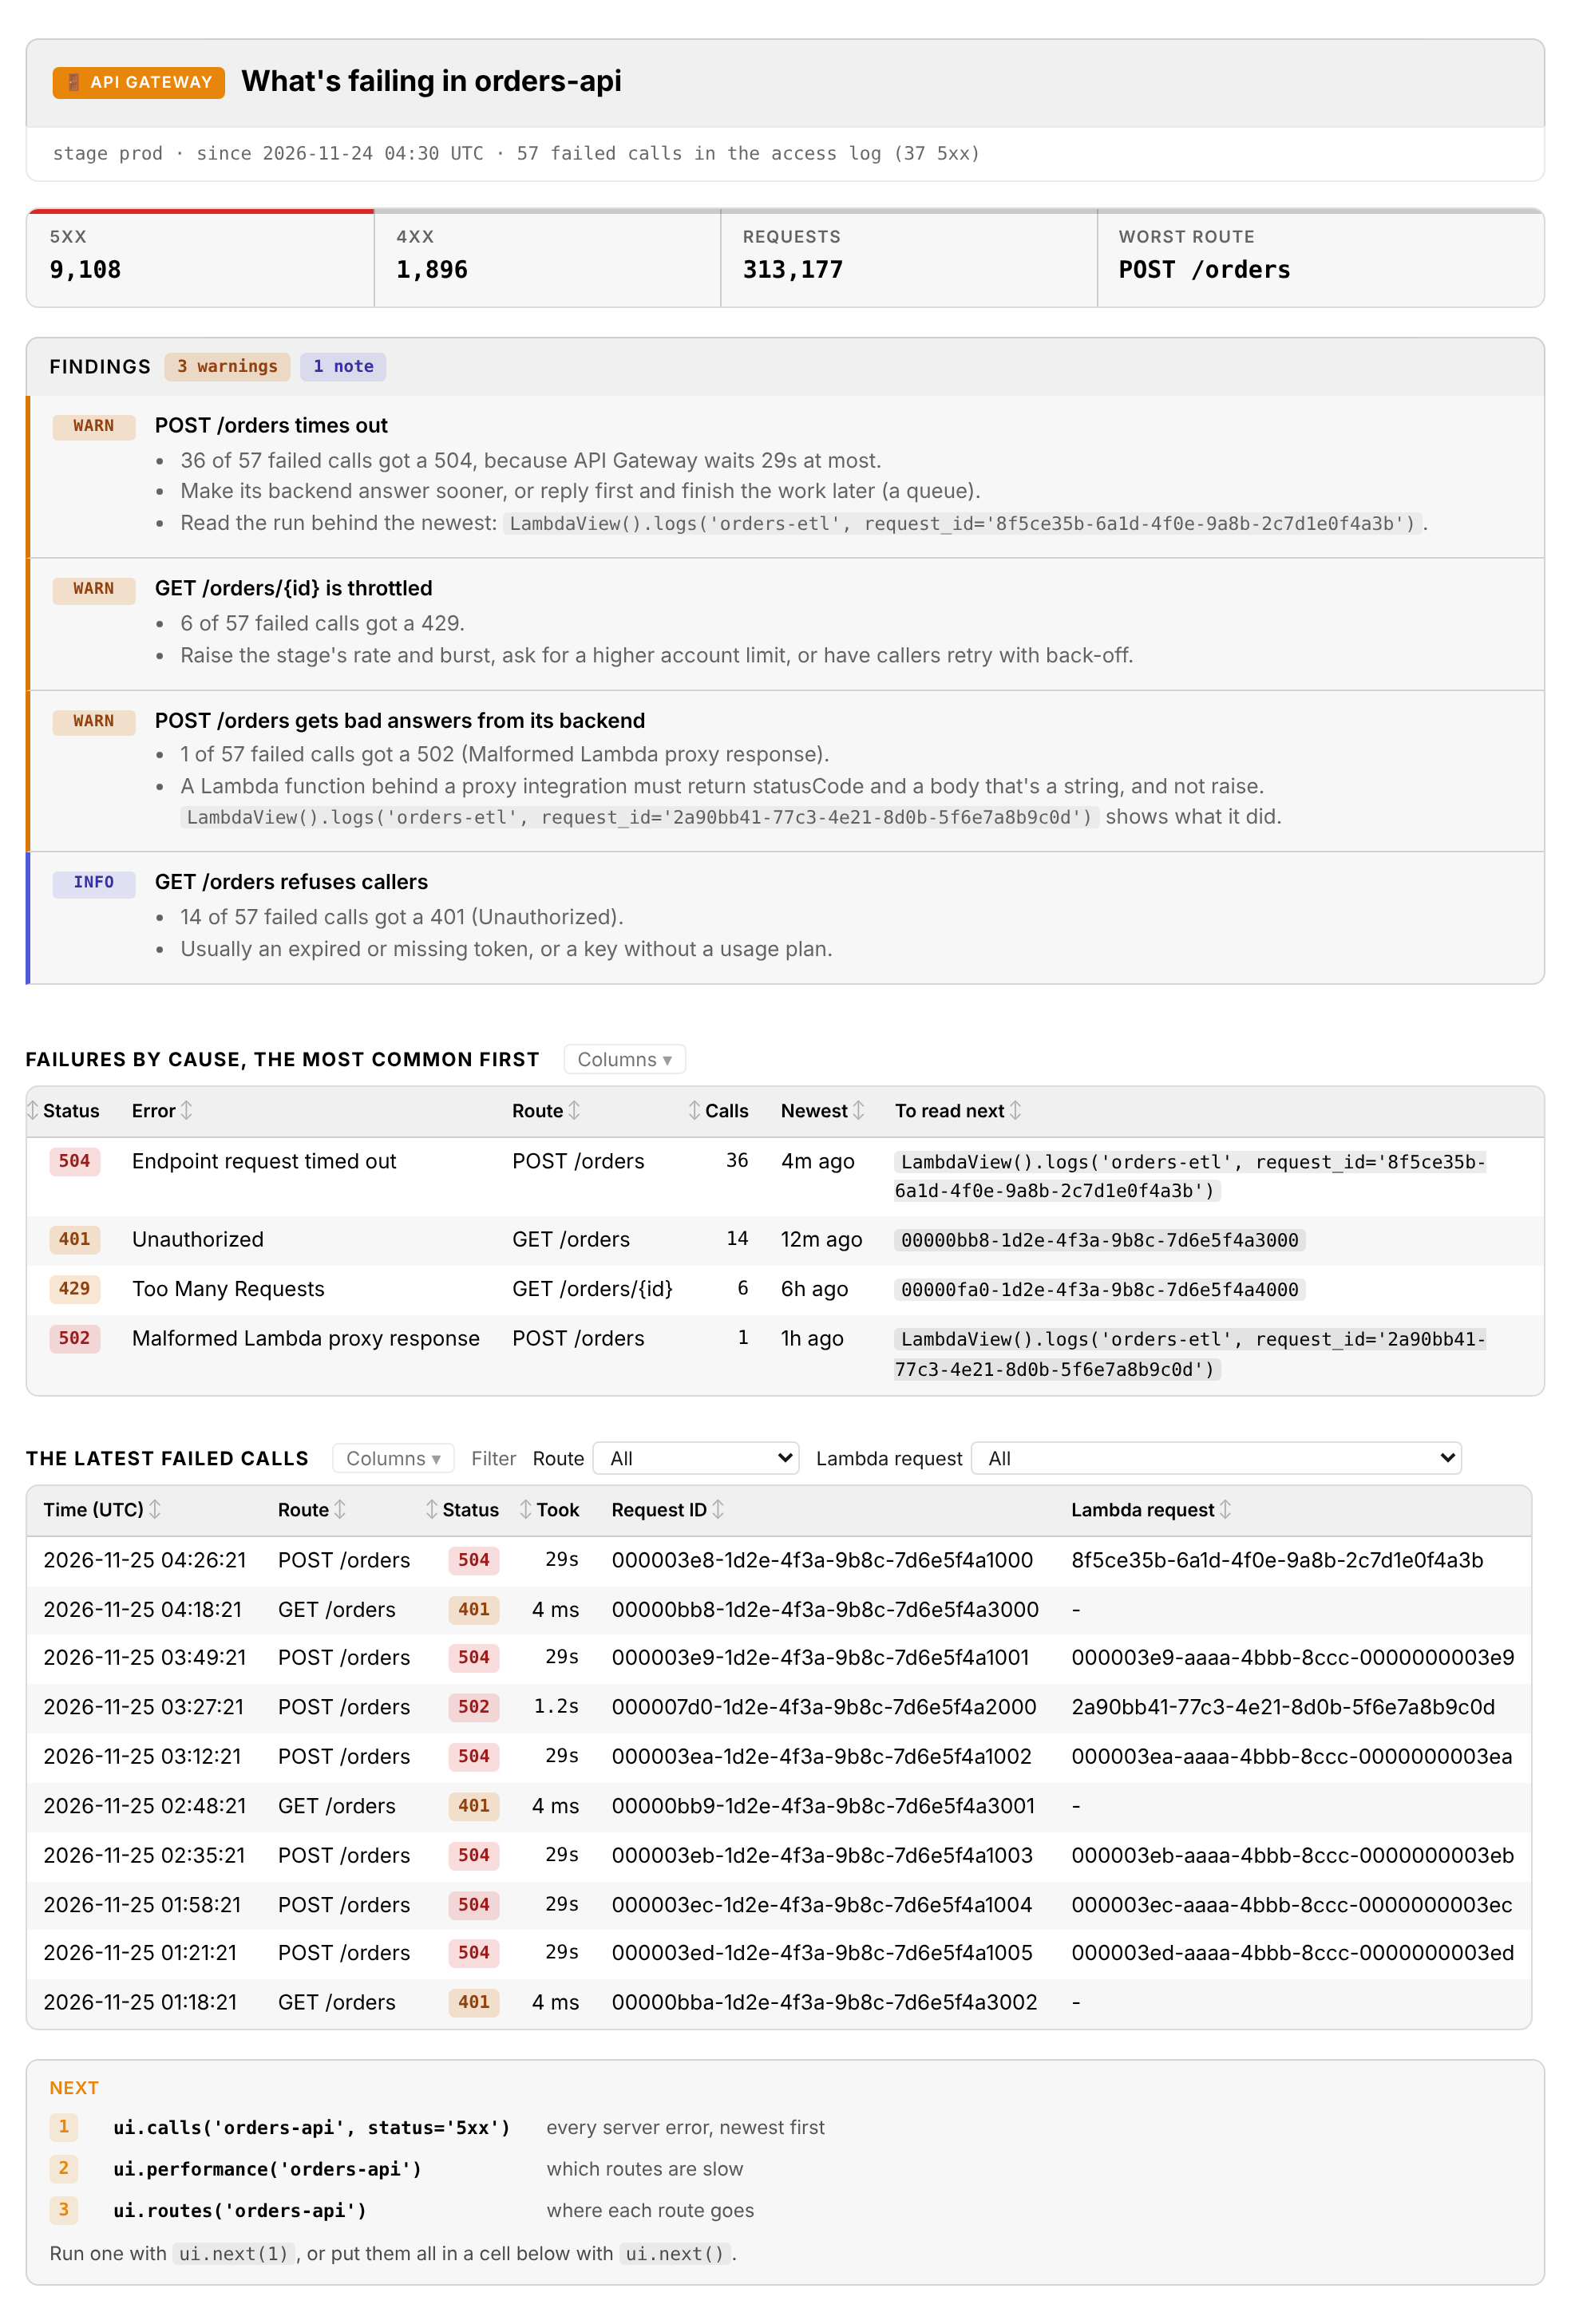 API GATEWAY What's failing in orders-api
stage prod · since 2026-11-24 04:30 UTC · 57 failed calls in the access log (37 5xx)
5XX 4XX REQUESTS WORST ROUTE
9,108 1,896 313,177 POST /orders
FINDINGS 3 warnings 1 note
WARN POST /orders times out
• 36 of 57 failed calls got a 504, because API Gateway waits 29s at most.
• Make its backend answer sooner, or reply first and finish the work later (a queue).
• Read the run behind the newest: LambdaView().logs('orders-etl', request_id='8f5ce35b-6a1d-4f0e-9a8b-2c7d1e0f4a3b').
WARN GET /orders/{id} is throttled
• 6 of 57 failed calls got a 429.
• Raise the stage's rate and burst, ask for a higher account limit, or have callers retry with back-off.
WARN POST /orders gets bad answers from its backend
• 1 of 57 failed calls got a 502 (Malformed Lambda proxy response).
• A Lambda function behind a proxy integration must return statusCode and a body that's a string, and not raise.
LambdaView().logs('orders-etl', request_id='2a90bb41-77c3-4e21-8d0b-5f6e7a8b9c0d') shows what it did.
INFO GET /orders refuses callers
• 14 of 57 failed calls got a 401 (Unauthorized).
• Usually an expired or missing token, or a key without a usage plan.
FAILURES BY CAUSE, THE MOST COMMON FIRST Columns ▾
Status Error Route Calls Newest To read next
504 Endpoint request timed out POST /orders 36 4m ago LambdaView().logs('orders-etl', request_id='8f5ce35b-
6a1d-4f0e-9a8b-2c7d1e0f4a3b')
401 Unauthorized GET /orders 14 12m ago 00000bb8-1d2e-4f3a-9b8c-7d6e5f4a3000
429 Too Many Requests GET /orders/{id} 6 6h ago 00000fa0-1d2e-4f3a-9b8c-7d6e5f4a4000
502 Malformed Lambda proxy response POST /orders 1 1h ago LambdaView().logs('orders-etl', request_id='2a90bb41-
77c3-4e21-8d0b-5f6e7a8b9c0d')
THE LATEST FAILED CALLS Columns ▾ Filter Route All Lambda request All
Time (UTC) Route Status Took Request ID Lambda request
2026-11-25 04:26:21 POST /orders 504 29s 000003e8-1d2e-4f3a-9b8c-7d6e5f4a1000 8f5ce35b-6a1d-4f0e-9a8b-2c7d1e0f4a3b
2026-11-25 04:18:21 GET /orders 401 4 ms 00000bb8-1d2e-4f3a-9b8c-7d6e5f4a3000 -
2026-11-25 03:49:21 POST /orders 504 29s 000003e9-1d2e-4f3a-9b8c-7d6e5f4a1001 000003e9-aaaa-4bbb-8ccc-0000000003e9
2026-11-25 03:27:21 POST /orders 502 1.2s 000007d0-1d2e-4f3a-9b8c-7d6e5f4a2000 2a90bb41-77c3-4e21-8d0b-5f6e7a8b9c0d
2026-11-25 03:12:21 POST /orders 504 29s 000003ea-1d2e-4f3a-9b8c-7d6e5f4a1002 000003ea-aaaa-4bbb-8ccc-0000000003ea
2026-11-25 02:48:21 GET /orders 401 4 ms 00000bb9-1d2e-4f3a-9b8c-7d6e5f4a3001 -
2026-11-25 02:35:21 POST /orders 504 29s 000003eb-1d2e-4f3a-9b8c-7d6e5f4a1003 000003eb-aaaa-4bbb-8ccc-0000000003eb
2026-11-25 01:58:21 POST /orders 504 29s 000003ec-1d2e-4f3a-9b8c-7d6e5f4a1004 000003ec-aaaa-4bbb-8ccc-0000000003ec
2026-11-25 01:21:21 POST /orders 504 29s 000003ed-1d2e-4f3a-9b8c-7d6e5f4a1005 000003ed-aaaa-4bbb-8ccc-0000000003ed
2026-11-25 01:18:21 GET /orders 401 4 ms 00000bba-1d2e-4f3a-9b8c-7d6e5f4a3002 -
NEXT
1 ui.calls('orders-api', status='5xx') every server error, newest first
2 ui.performance('orders-api') which routes are slow
3 ui.routes('orders-api') where each route goes
Run one with ui.next(1), or put them all in a cell below with ui.next().